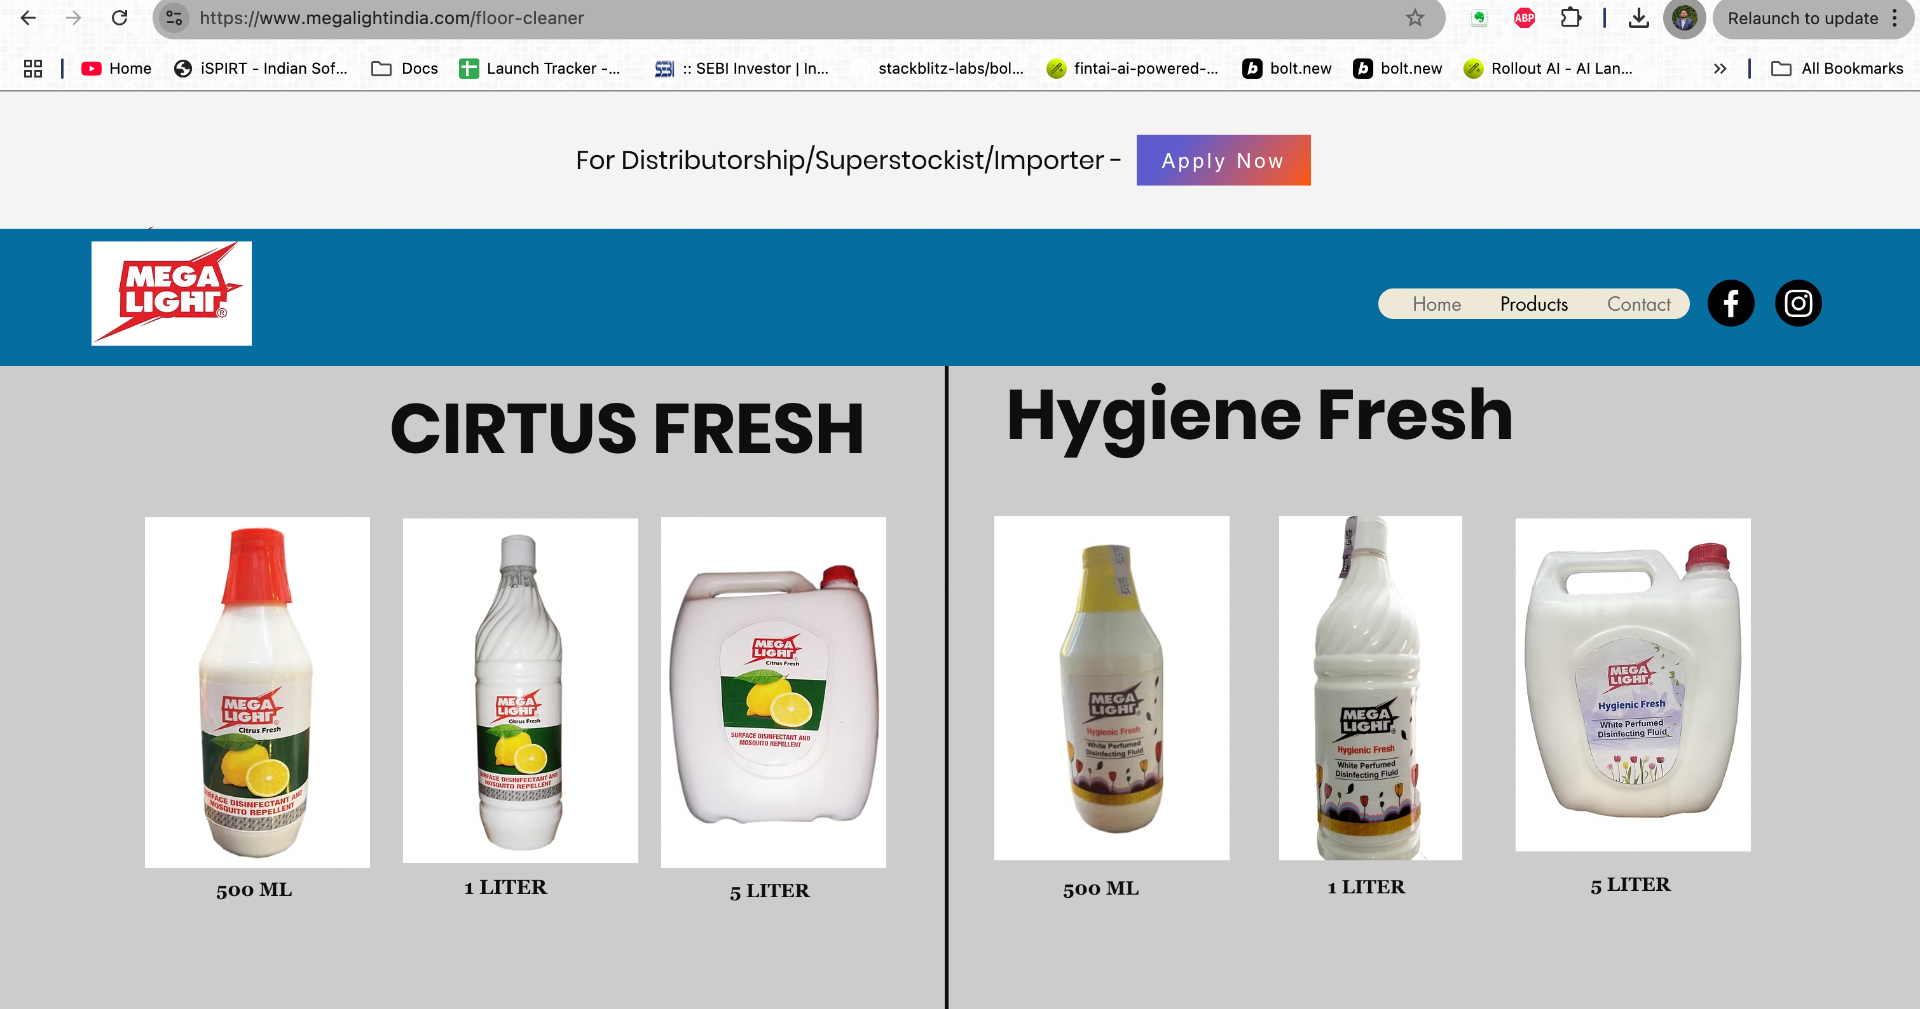 https://www.megalightindia.com/floor-cleaner
ABP
Relaunch to update
Home
iSPIRT - Indian Sof...
Docs
Launch Tracker -...
:: SEBI Investor | In...
stackblitz-labs/bol...
fintai-ai-powered-...
bolt.new
bolt.new
Rollout AI - AI Lan...
All Bookmarks
For Distributorship/Superstockist/Importer -
Apply Now
MEGA
LIGHT®
Home
Products
Contact
CIRTUS FRESH
MEGA
LIGHT
Citrus Fresh
SURFACE DISINFECTANT AND
MOSQUITO REPELLENT
500 ML
MEGA
LIGHT
Citrus Fresh
SURFACE DISINFECTANT AND
MOSQUITO REPELLENT
1 LITER
MEGA
LIGHT
Citrus Fresh
SURFACE DISINFECTANT AND
MOSQUITO REPELLENT
5 LITER
Hygiene Fresh
MEGA
LIGHT
Hygienic Fresh
White Perfumed
Disinfecting Fluid
500 ML
MEGA
LIGHT®
Hygienic Fresh
White Perfumed
Disinfecting Fluid
1 LITER
MEGA
LIGHT
Hygienic Fresh
White Perfumed
Disinfecting Fluid
5 LITER